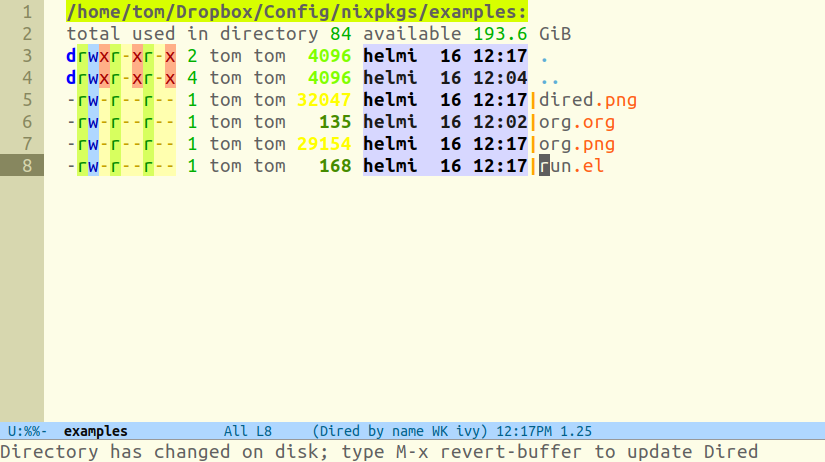 1 /home/tom/Dropbox/Config/nixpkgs/examples:
2 total used in directory 84 available 193.6 GiB
3 drwxr-xr-x 2 tom tom  4096 helmi  16 12:17 .
4 drwxr-xr-x 4 tom tom  4096 helmi  16 12:04 ..
5 -rw-r--r-- 1 tom tom 32047 helmi  16 12:17|dired.png
6 -rw-r--r-- 1 tom tom   135 helmi  16 12:02|org.org
7 -rw-r--r-- 1 tom tom 29154 helmi  16 12:17|org.png
8 -rw-r--r-- 1 tom tom   168 helmi  16 12:17|run.el
U:%%-  examples         All L8     (Dired by name WK ivy) 12:17PM 1.25
Directory has changed on disk; type M-x revert-buffer to update Dired